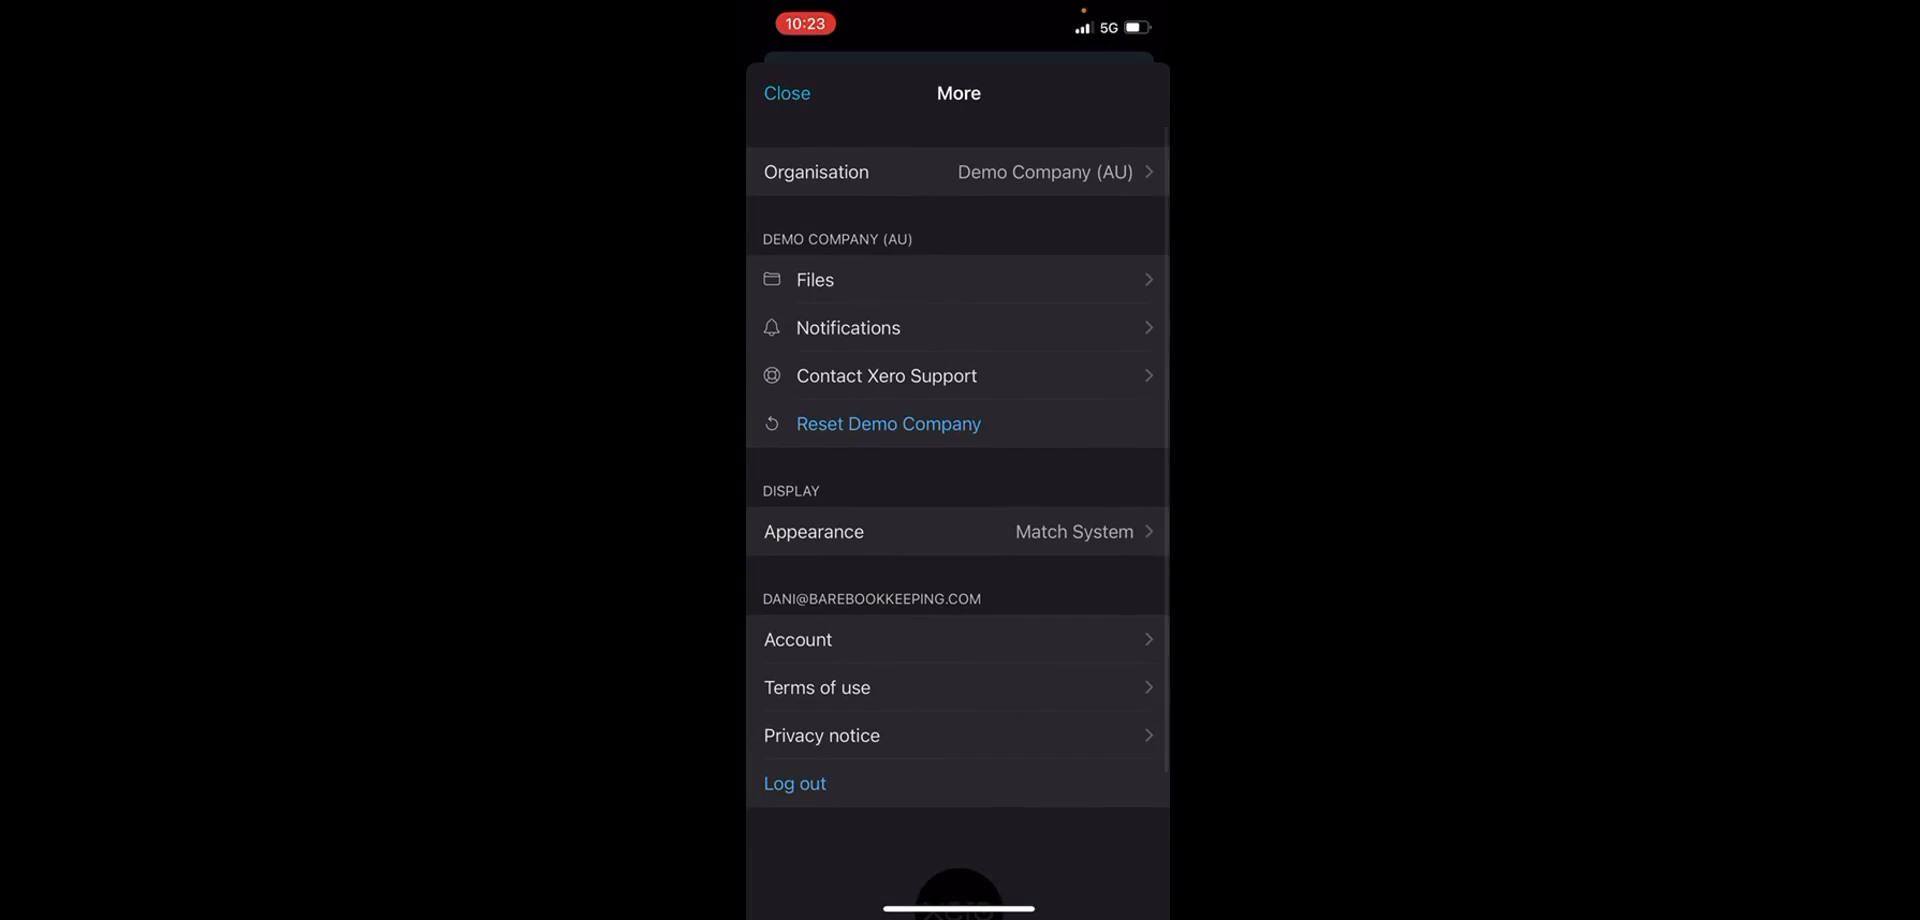 10:23
5G
Close
More
Organisation
Demo Company (AU)
DEMO COMPANY (AU)
Files
Notifications
Contact Xero Support
Reset Demo Company
DISPLAY
Appearance
Match System
DANI@BAREBOOKKEEPING.COM
Account
Terms of use
Privacy notice
Log out
xero